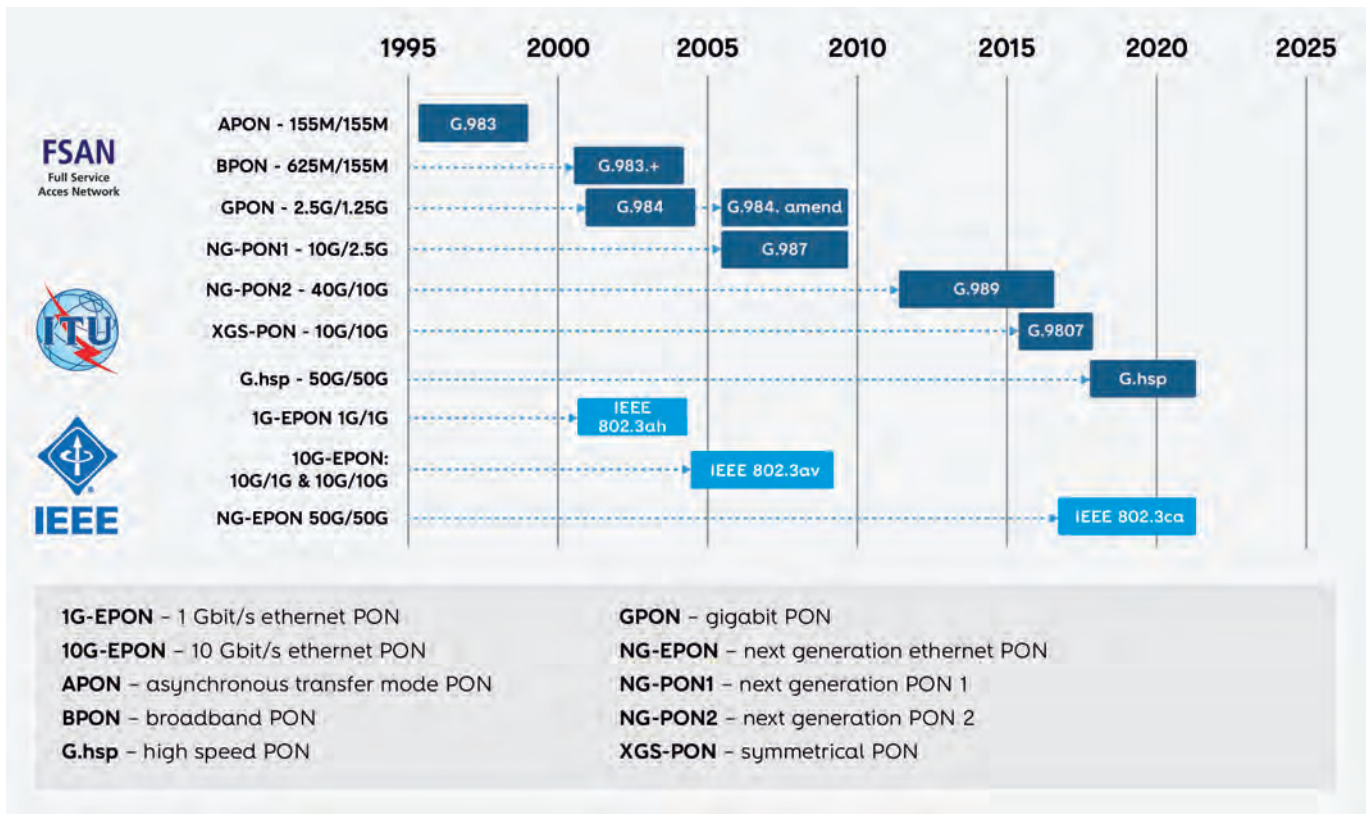 1995 2000 2005 2010 2015 2020 2025
FSAN
Full Service
Acces Network
APON - 155M/155M G.983
BPON - 625M/155M G.983.+
GPON - 2.5G/1.25G G.984 G.984. amend
NG-PON1 - 10G/2.5G G.987
ITU
NG-PON2 - 40G/10G G.989
XGS-PON - 10G/10G G.9807
G.hsp - 50G/50G G.hsp
IEEE
1G-EPON 1G/1G IEEE
802.3ah
10G-EPON:
10G/1G & 10G/10G IEEE 802.3av
NG-EPON 50G/50G IEEE 802.3ca
1G-EPON – 1 Gbit/s ethernet PON
10G-EPON – 10 Gbit/s ethernet PON
APON – asynchronous transfer mode PON
BPON – broadband PON
G.hsp – high speed PON
GPON – gigabit PON
NG-EPON – next generation ethernet PON
NG-PON1 – next generation PON 1
NG-PON2 – next generation PON 2
XGS-PON – symmetrical PON